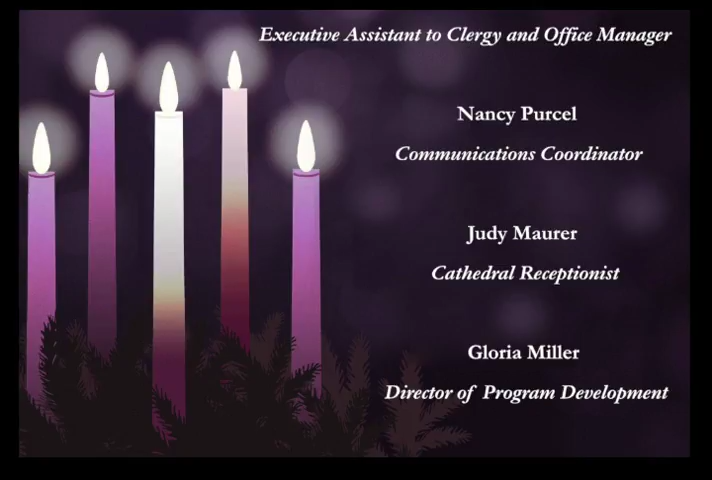 Executive Assistant to Clergy and Office Manager
Nancy Purcel
Communications Coordinator
Judy Maurer
Cathedral Receptionist
Gloria Miller
Director of Program Development